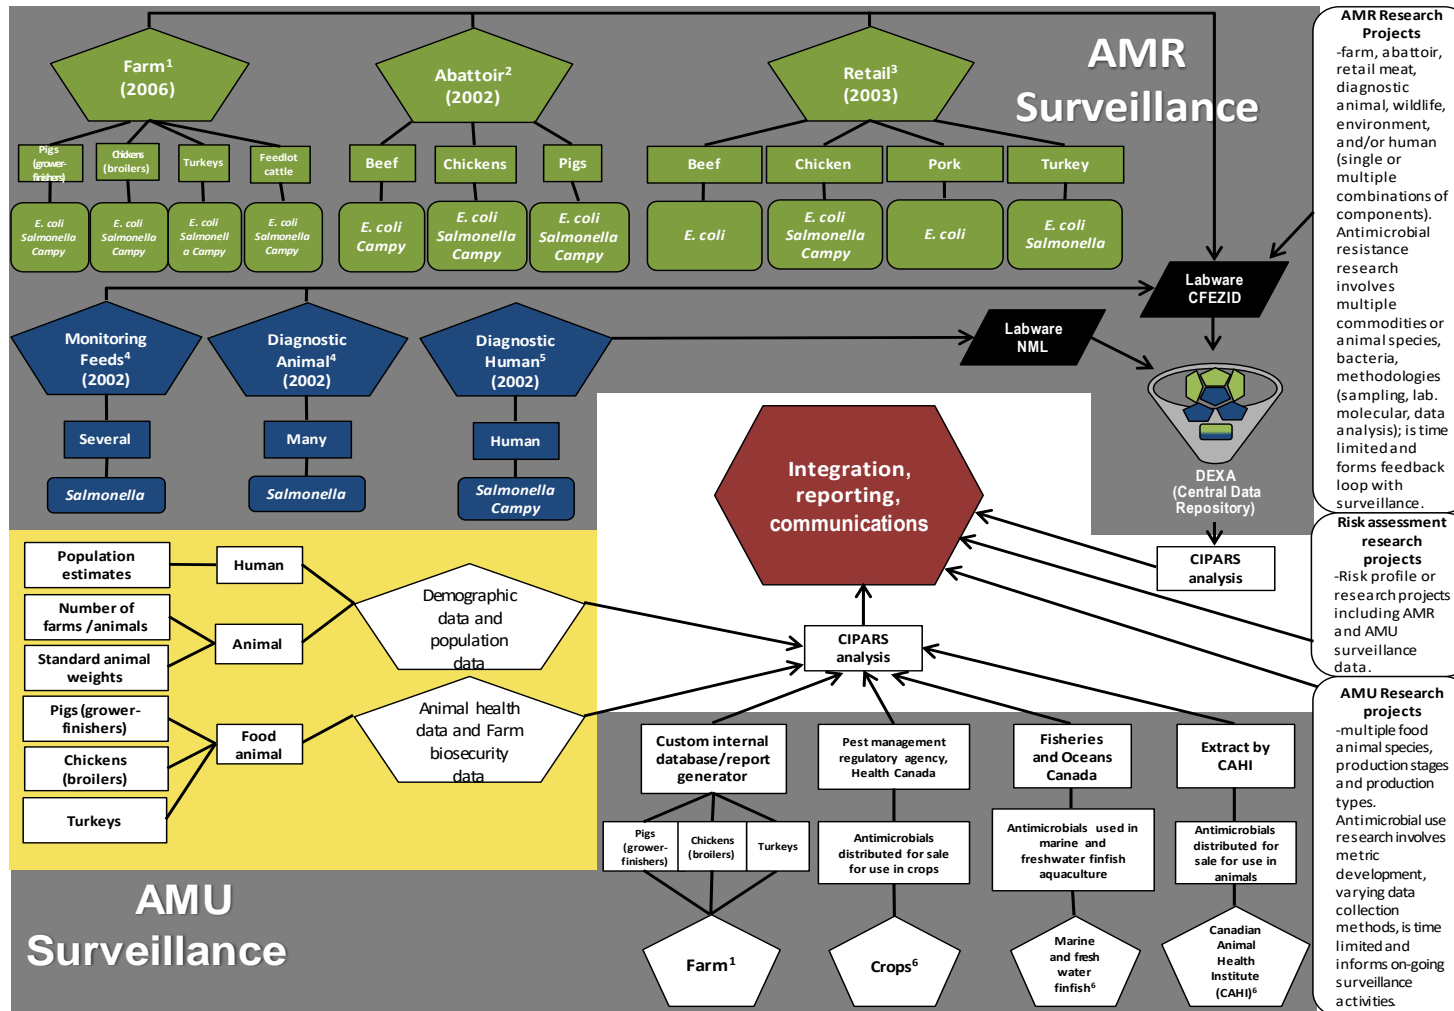 AMR
Surveillance
Farm1
(2006)
Abattoir2
(2002)
Retail3
(2003)
Pigs
(grower-
finishers)
Chickens
(broilers)
Turkeys
Feedlot
cattle
Beef
Chickens
Pigs
Beef
Chicken
Pork
Turkey
E. coli
Salmonella
Campy
E. coli
Salmonella
Campy
E. coli
Salmonell
a Campy
E. coli
Salmonella
Campy
E. coli
Campy
E. coli
Salmonella
Campy
E. coli
Salmonella
Campy
E. coli
E. coli
Salmonella
Campy
E. coli
E. coli
Salmonella
Labware
CFEZID
Monitoring
Feeds4
(2002)
Diagnostic
Animal4
(2002)
Diagnostic
Human5
(2002)
Labware
NML
Several
Many
Human
Salmonella
Salmonella
Salmonella
Campy
DEXA
(Central Data
Repository)
CIPARS
analysis
Integration,
reporting,
communications
Population
estimates
Human
Number of
farms /animals
Animal
Standard animal
weights
Demographic
data and
population
data
Pigs (grower-
finishers)
Chickens
(broilers)
Turkeys
Food
animal
Animal health
data and Farm
biosecurity
data
CIPARS
analysis
Custom internal
database/report
generator
Pest management
regulatory agency,
Health Canada
Fisheries
and Oceans
Canada
Extract by
CAHI
Pigs
(grower-
finishers)
Chickens
(broilers)
Turkeys
Antimicrobials
distributed for sale
for use in crops
Antimicrobials used in
marine and
freshwater finfish
aquaculture
Antimicrobials
distributed for
sale for use in
animals
Farm1
Crops6
Marine
and fresh
water
finfish6
Canadian
Animal
Health
Institute
(CAHI)6
AMU
Surveillance
AMR Research
Projects
-farm, abattoir,
retail meat,
diagnostic
animal, wildlife,
environment,
and/or human
(single or
multiple
combinations of
components).
Antimicrobial
resistance
research
involves
multiple
commodities or
animal species,
bacteria,
methodologies
(sampling, lab.
molecular, data
analysis); is time
limited and
forms feedback
loop with
surveillance.
Risk assessment
research
projects
-Risk profile or
research projects
including AMR
and AMU
surveillance
data.
AMU Research
projects
-multiple food
animal species,
production stages
and production
types.
Antimicrobial use
research involves
metric
development,
varying data
collection
methods, is time
limited and
informs on-going
surveillance
activities.